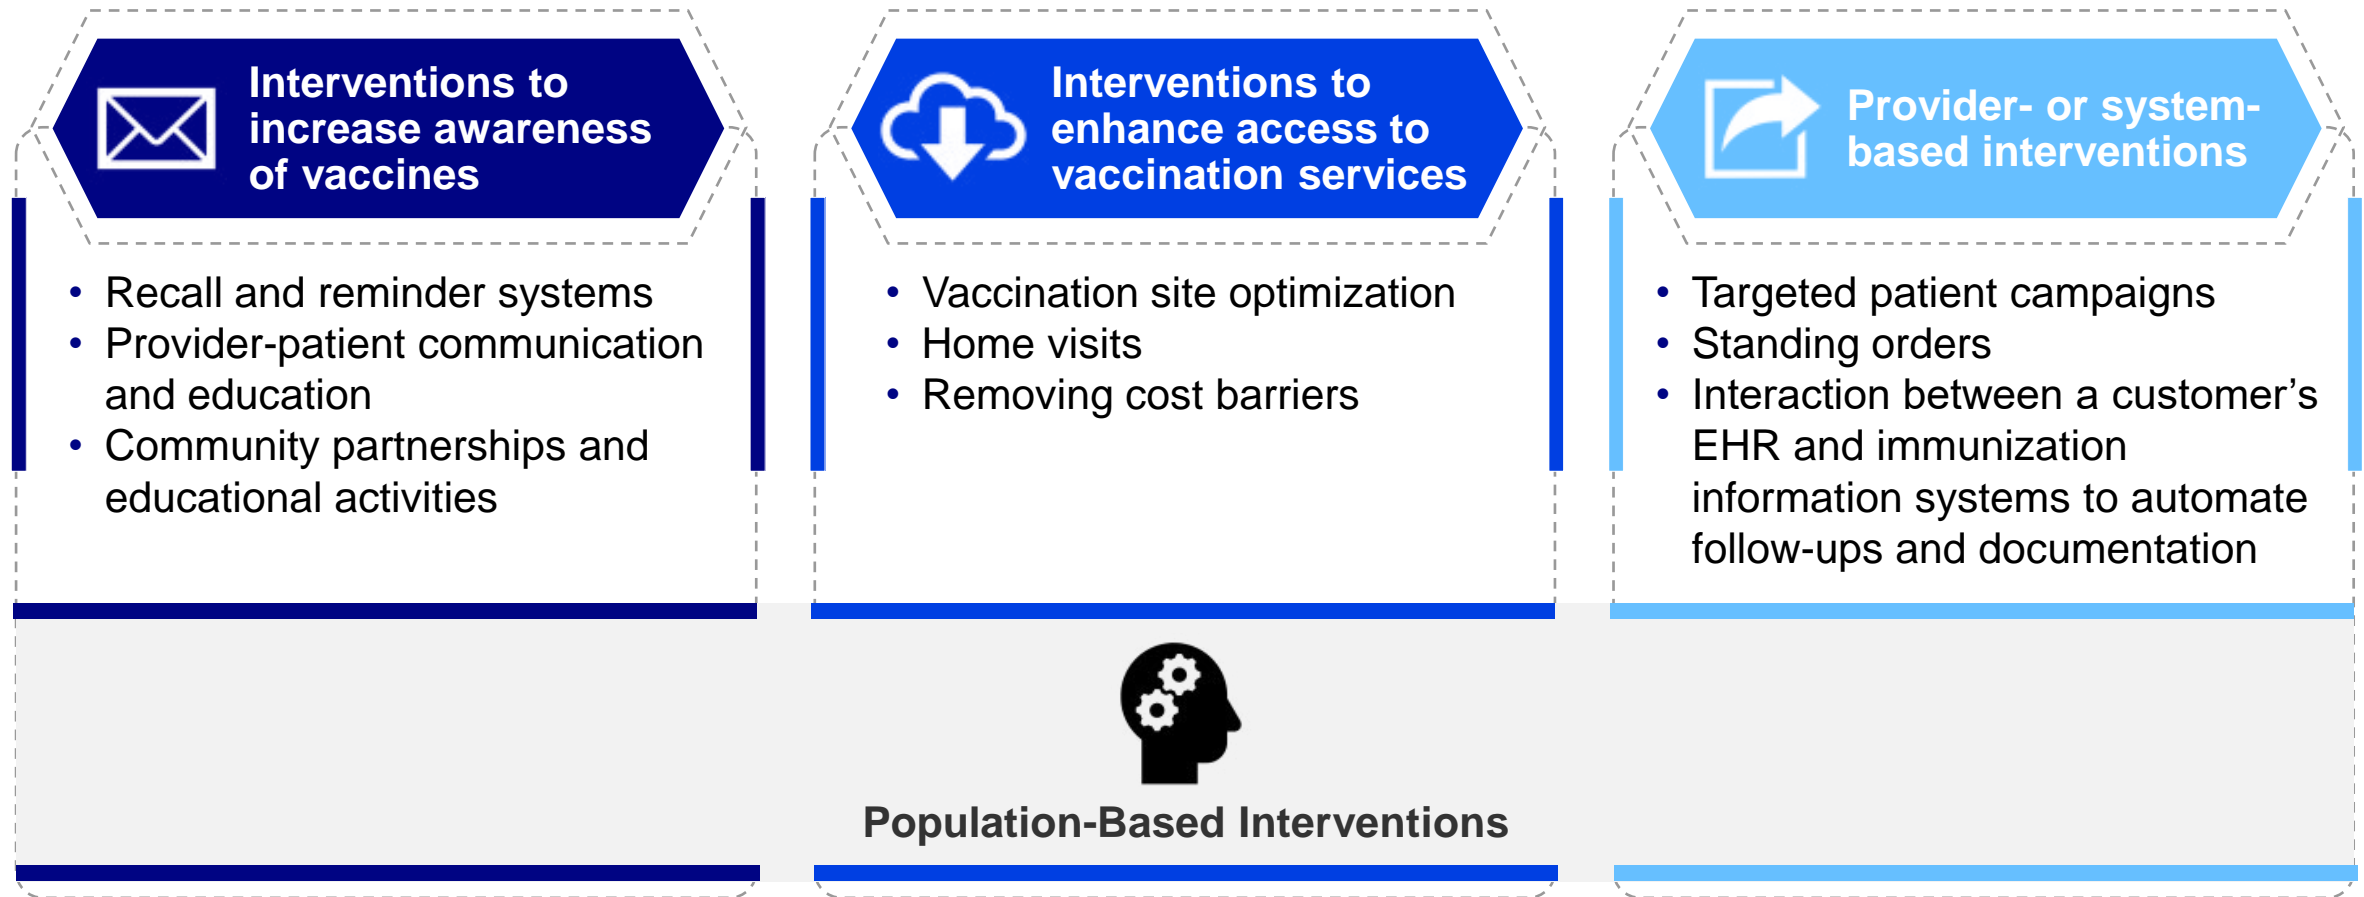 Interventions to
increase awareness
of vaccines
• Recall and reminder systems
• Provider-patient communication
and education
• Community partnerships and
educational activities
Interventions to
enhance access to
vaccination services
• Vaccination site optimization
• Home visits
• Removing cost barriers
Provider- or system-
based interventions
• Targeted patient campaigns
• Standing orders
• Interaction between a customer’s
EHR and immunization
information systems to automate
follow-ups and documentation
Population-Based Interventions